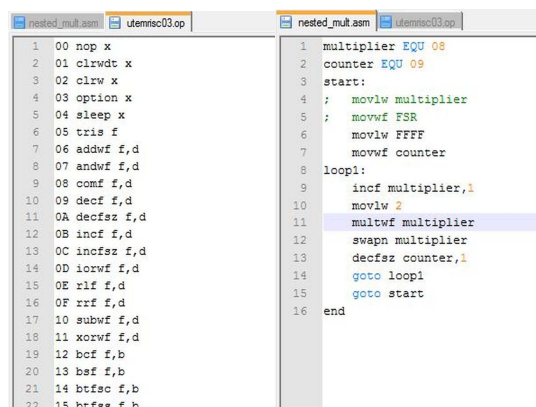 nested_mult.asm utemrisc03.op
1 00 nop x
2 01 clrwdt x
3 02 clrw x
4 03 option x
5 04 sleep x
6 05 tris f
7 06 addwf f,d
8 07 andwf f,d
9 08 comf f,d
10 09 decf f,d
11 0A decfsz f,d
12 0B incf f,d
13 0C incfsz f,d
14 0D iorwf f,d
15 0E rlf f,d
16 0F rrf f,d
17 10 subwf f,d
18 11 xorwf f,d
19 12 bcf f,b
20 13 bsf f,b
21 14 btfsc f,b
22 15 btfss f,b
nested_mult.asm utemrisc03.op
1 multiplier EQU 08
2 counter EQU 09
3 start:
4 ; movlw multiplier
5 ; movwf FSR
6 movlw FFFF
7 movwf counter
8 loop1:
9 incf multiplier,1
10 movlw 2
11 multwf multiplier
12 swapn multiplier
13 decfsz counter,1
14 goto loop1
15 goto start
16 end